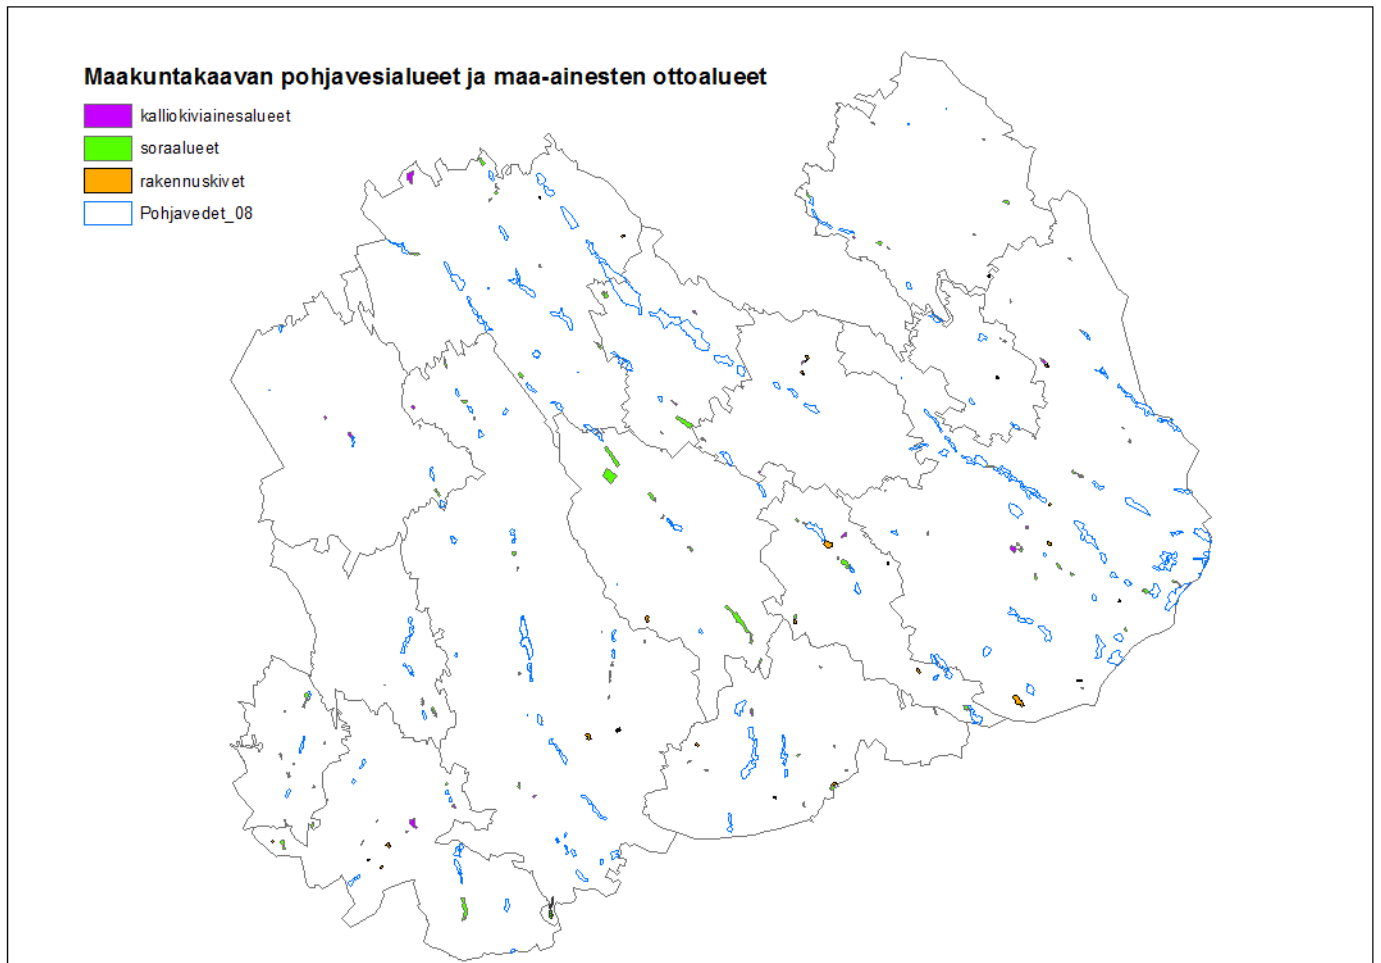 Maakuntakaavan pohjavesialueet ja maa-ainesten ottoalueet
kalliokiviainesalueet
soraalueet
rakennuskivet
Pohjavedet_08